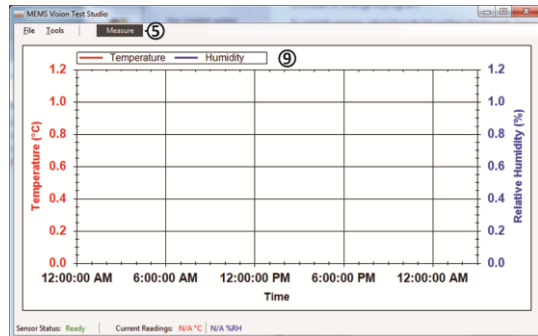 MEMS Vision Test Studio
File Tools Measure ⑤
Temperature Humidity ⑨
1.2 1.2
1.0 1.0
0.8 0.8
0.6 0.6
0.4 0.4
0.2 0.2
0.0 0.0
Temperature (°C)
Relative Humidity (%)
12:00:00 AM 6:00:00 AM 12:00:00 PM 6:00:00 PM 12:00:00 AM
Time
Sensor Status: Ready Current Readings: N/A °C N/A %RH